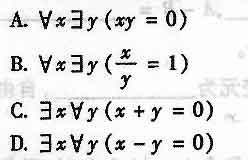 A. ∀x∃y(xy = 0)
B. ∀x∃y(x/y = 1)
C. ∃x∀y(x + y = 0)
D. ∃x∀y(x − y = 0)